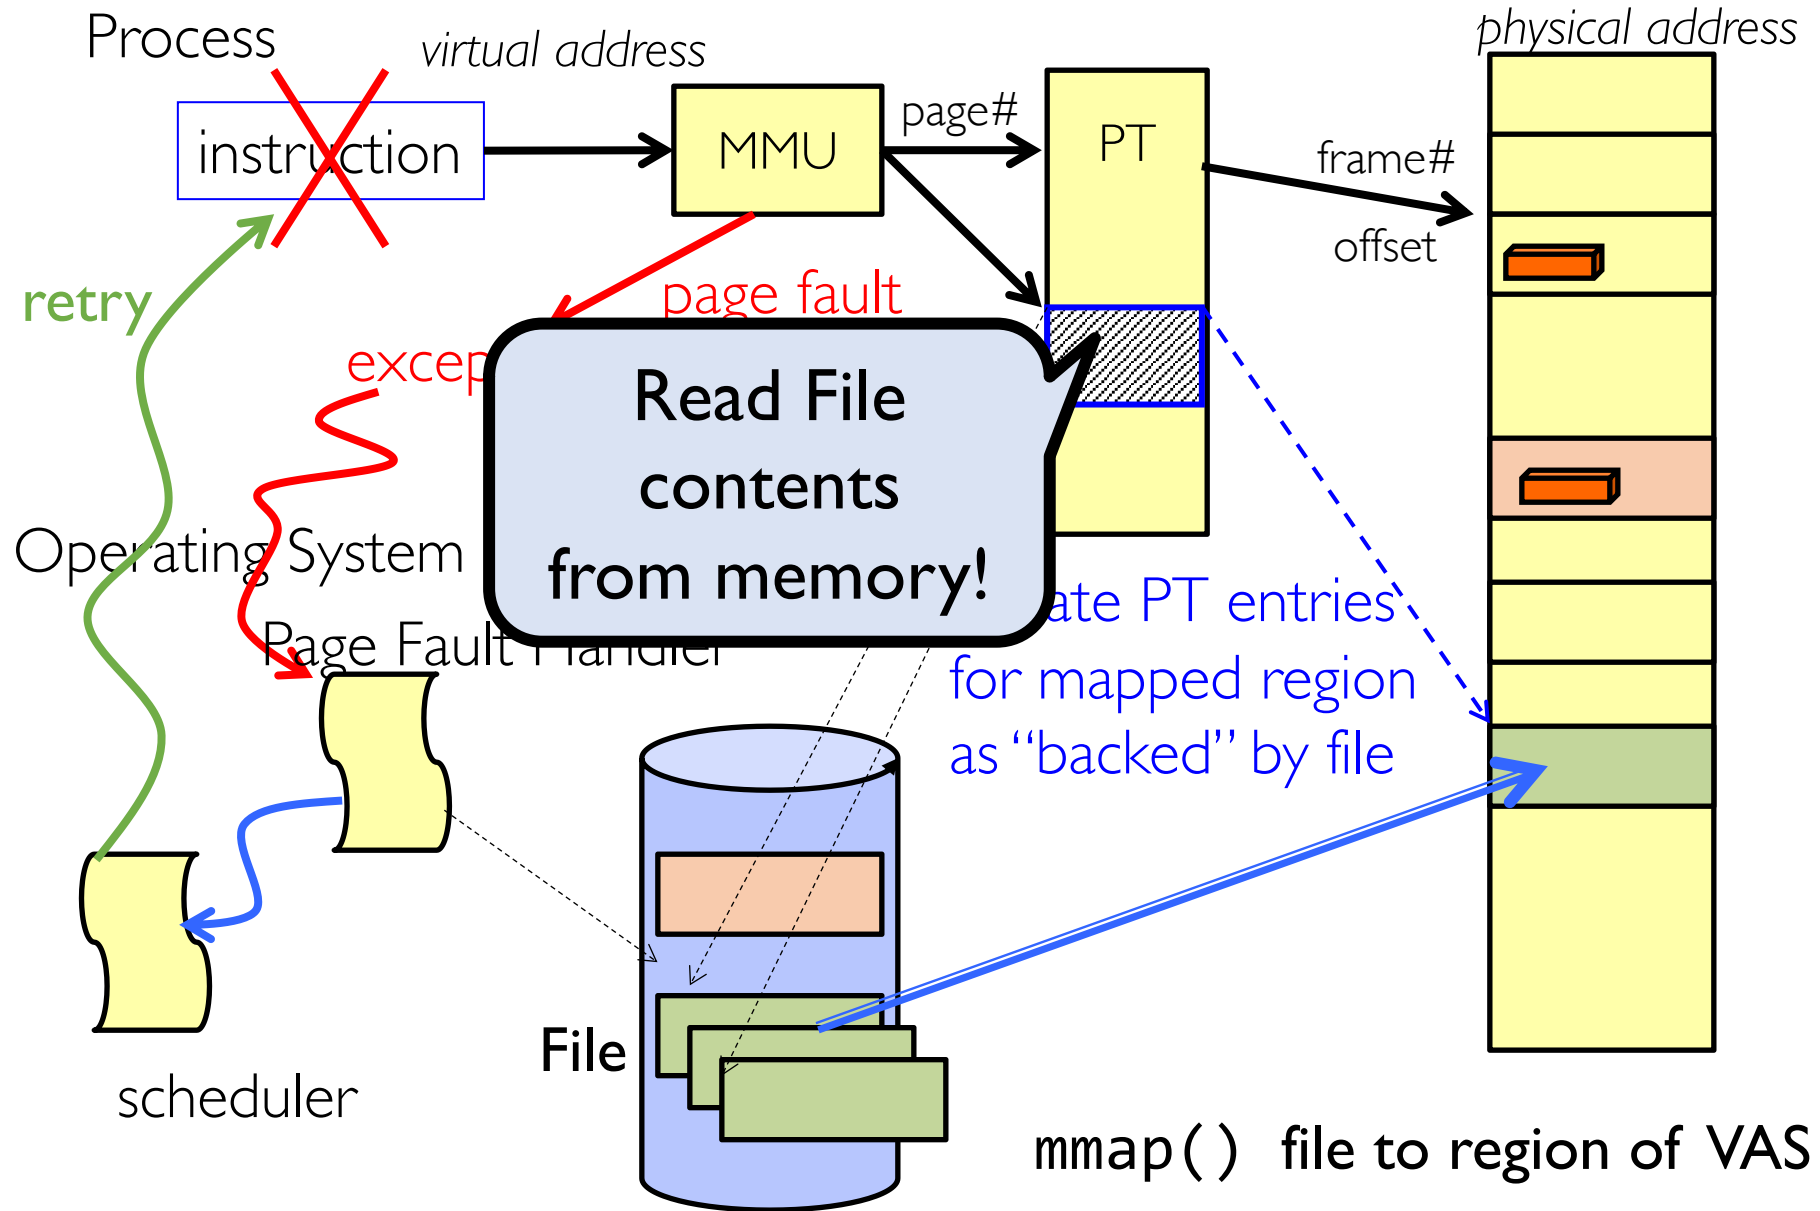 Process
virtual address
physical address
instruction
MMU
page#
PT
frame#
offset
retry
page fault
Read File
contents
from memory!
Operating System
Page Fault Handler
PT entries
for mapped region
as “backed” by file
File
scheduler
mmap() file to region of VAS